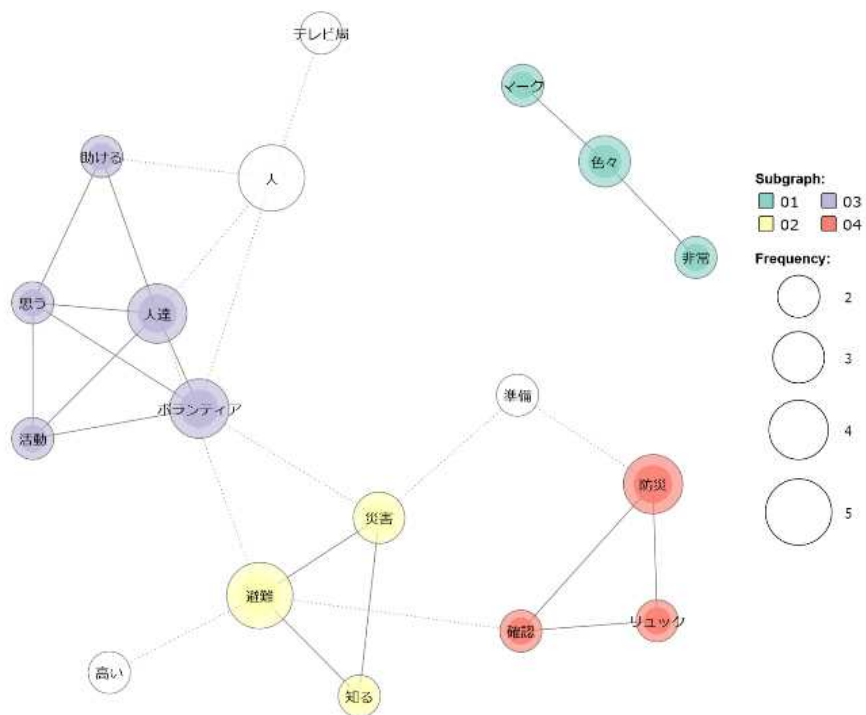 テレビ局
マーク
助ける
人
色々
Subgraph:
01 03
02 04
Frequency:
2
3
4
5
非常
思う
人達
準備
ボランティア
活動
防災
災害
避難
確認
リュック
高い
知る